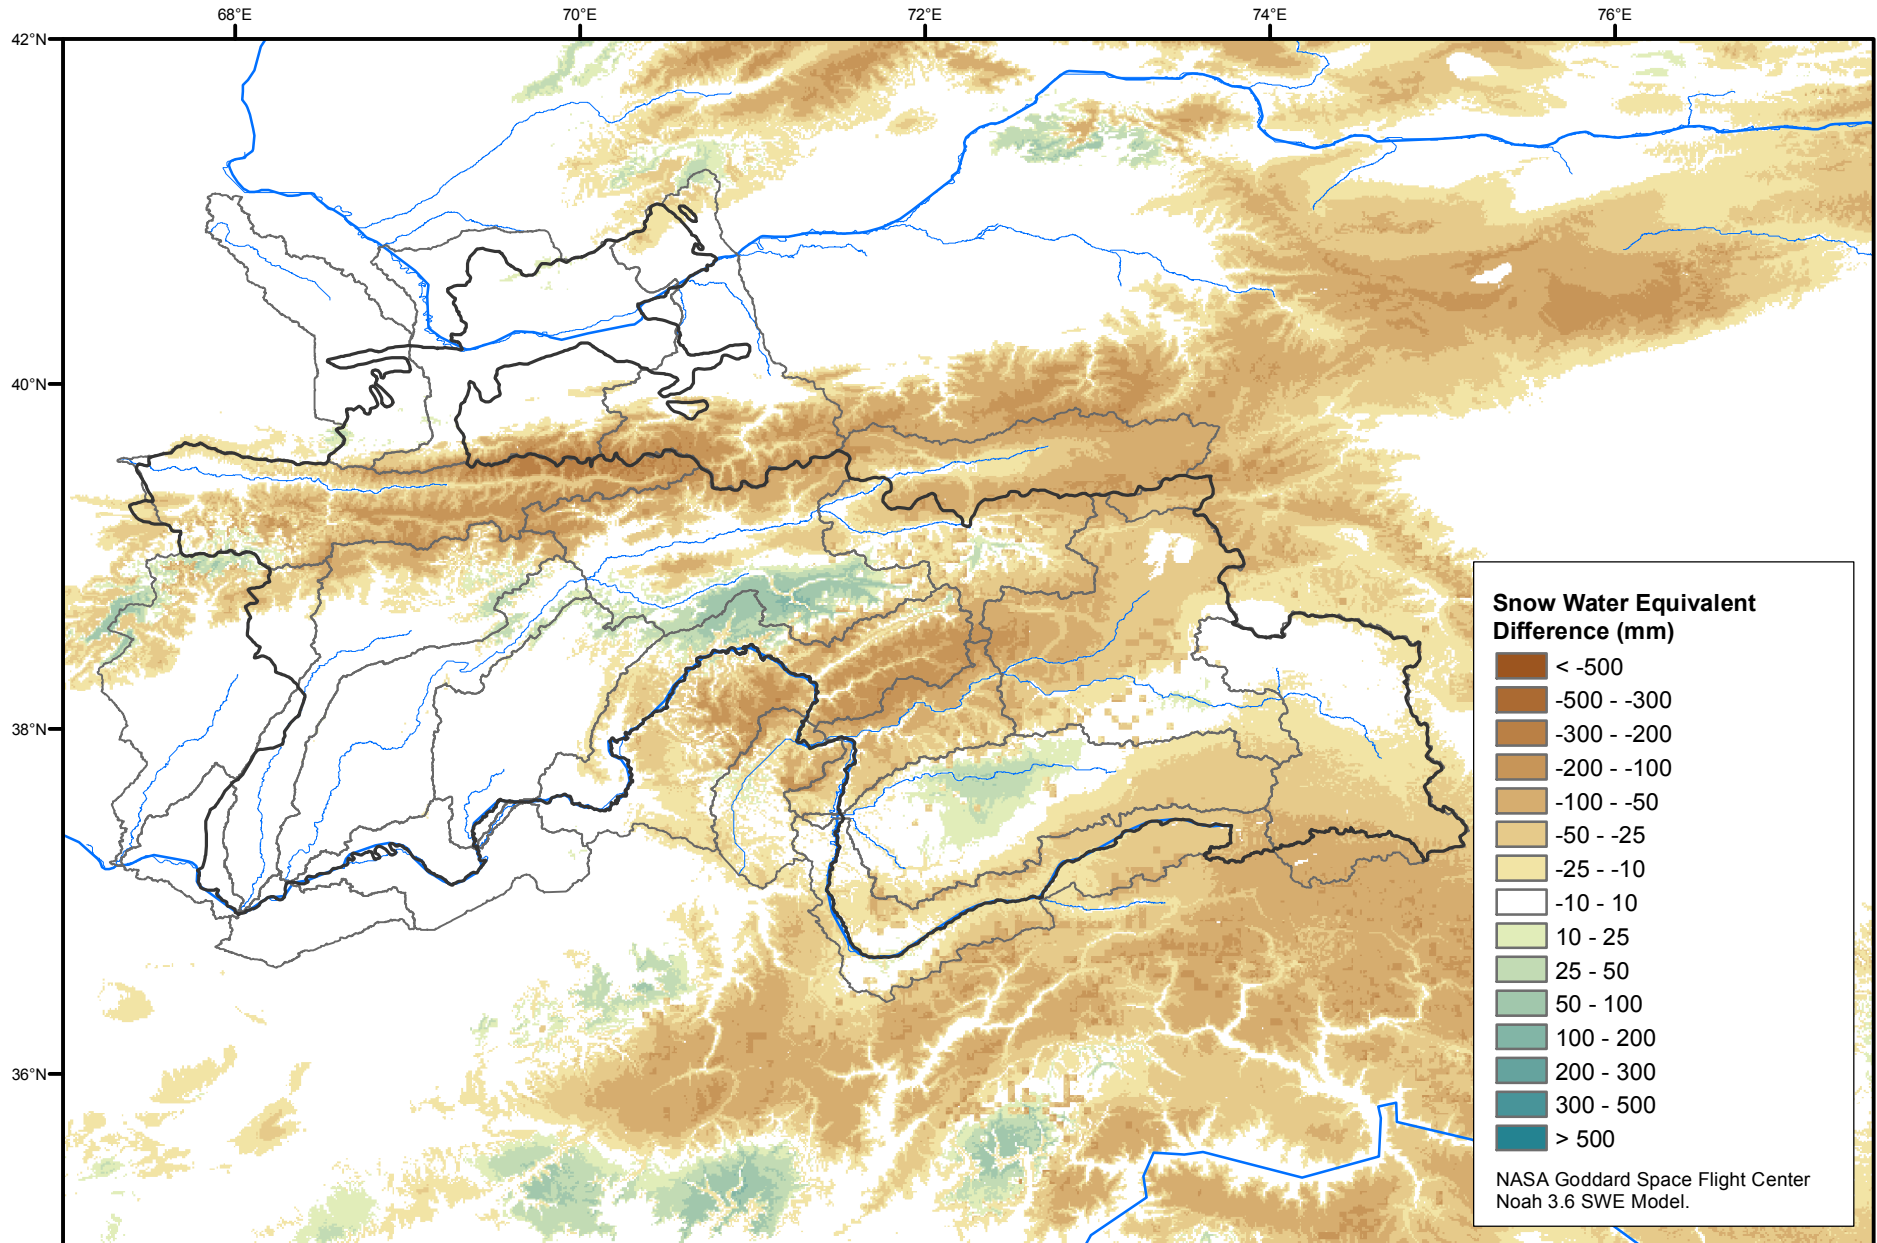 68°E
70°E
72°E
74°E
76°E
42°N
40°N
38°N
36°N
Snow Water Equivalent
Difference (mm)
< -500
-500 - -300
-300 - -200
-200 - -100
-100 - -50
-50 - -25
-25 - -10
-10 - 10
10 - 25
25 - 50
50 - 100
100 - 200
200 - 300
300 - 500
> 500
NASA Goddard Space Flight Center
Noah 3.6 SWE Model.